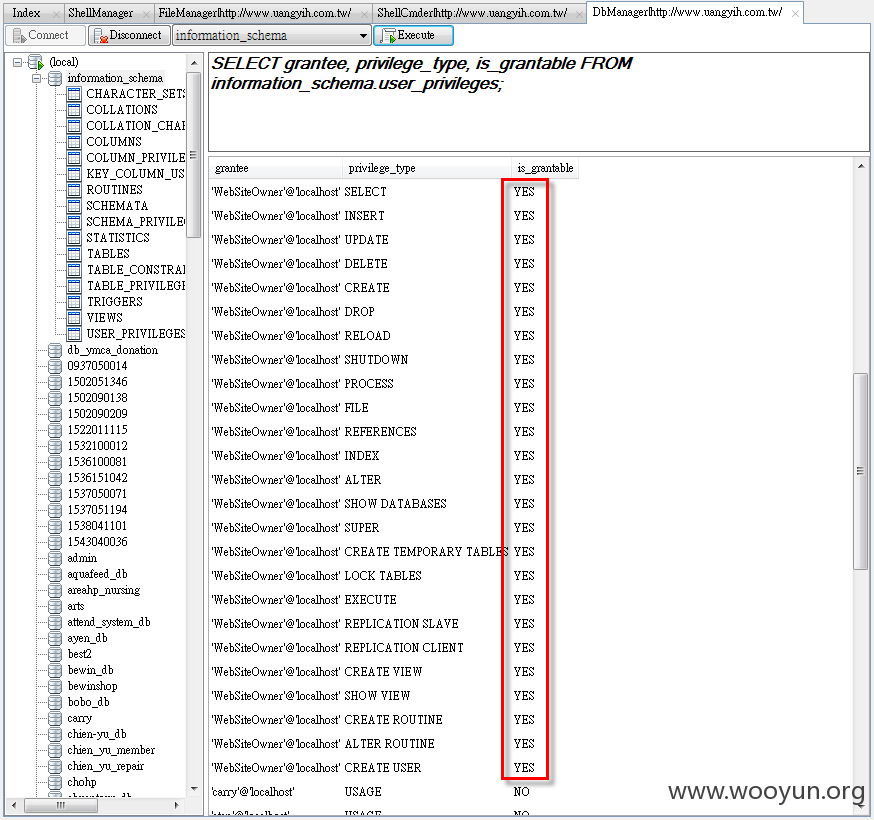 Index
ShellManager
FileManager[http://www.uangyih.com.tw/
ShellCmder[http://www.uangyih.com.tw/
DbManager[http://www.uangyih.com.tw/
Connect
Disconnect
information_schema
Execute
SELECT grantee, privilege_type, is_grantable FROM
information_schema.user_privileges;
(local)
information_schema
CHARACTER_SETS
COLLATIONS
COLLATION_CHAR
COLUMNS
COLUMN_PRIVILE
KEY_COLUMN_US
ROUTINES
SCHEMATA
SCHEMA_PRIVILEG
STATISTICS
TABLES
TABLE_CONSTRAI
TABLE_PRIVILEGE
TRIGGERS
VIEWS
USER_PRIVILEGES
db_ymca_donation
0937050014
1502051346
1502090138
1502090209
1522011115
1532100012
1536100081
1536151042
1537050071
1537051194
1538041101
1543040036
admin
aquafeed_db
areahp_nursing
arts
attend_system_db
ayen_db
best2
bewin_db
bewinshop
bobo_db
carry
chien-yu_db
chien_yu_member
chien_yu_repair
chohp
grantee privilege_type is_grantable
'WebSiteOwner'@'localhost' SELECT YES
'WebSiteOwner'@'localhost' INSERT YES
'WebSiteOwner'@'localhost' UPDATE YES
'WebSiteOwner'@'localhost' DELETE YES
'WebSiteOwner'@'localhost' CREATE YES
'WebSiteOwner'@'localhost' DROP YES
'WebSiteOwner'@'localhost' RELOAD YES
'WebSiteOwner'@'localhost' SHUTDOWN YES
'WebSiteOwner'@'localhost' PROCESS YES
'WebSiteOwner'@'localhost' FILE YES
'WebSiteOwner'@'localhost' REFERENCES YES
'WebSiteOwner'@'localhost' INDEX YES
'WebSiteOwner'@'localhost' ALTER YES
'WebSiteOwner'@'localhost' SHOW DATABASES YES
'WebSiteOwner'@'localhost' SUPER YES
'WebSiteOwner'@'localhost' CREATE TEMPORARY TABLES YES
'WebSiteOwner'@'localhost' LOCK TABLES YES
'WebSiteOwner'@'localhost' EXECUTE YES
'WebSiteOwner'@'localhost' REPLICATION SLAVE YES
'WebSiteOwner'@'localhost' REPLICATION CLIENT YES
'WebSiteOwner'@'localhost' CREATE VIEW YES
'WebSiteOwner'@'localhost' SHOW VIEW YES
'WebSiteOwner'@'localhost' CREATE ROUTINE YES
'WebSiteOwner'@'localhost' ALTER ROUTINE YES
'WebSiteOwner'@'localhost' CREATE USER YES
'carry'@'localhost' USAGE NO
USAGE NO
www.wooyun.org